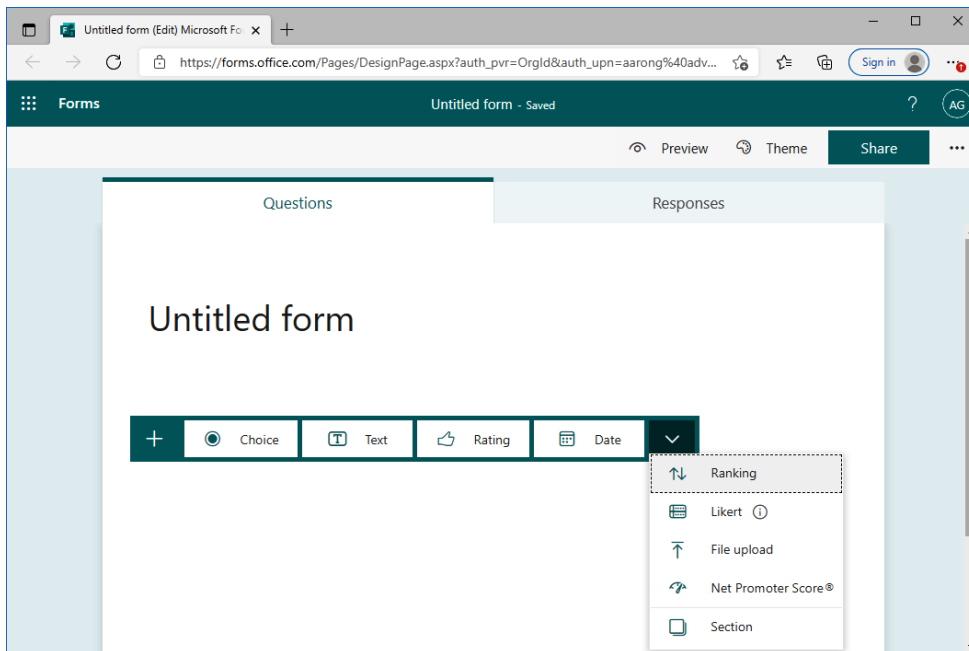 Untitled form (Edit) Microsoft Fo
https://forms.office.com/Pages/DesignPage.aspx?auth_pvr=OrgId&auth_upn=aarong%40adv...
Sign in
Forms
Untitled form - Saved
?
AG
Preview
Theme
Share
Questions
Responses
Untitled form
Choice
Text
Rating
Date
Ranking
Likert
File upload
Net Promoter Score®
Section